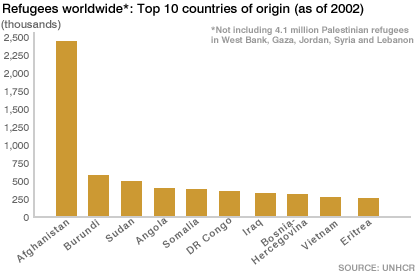 Refugees worldwide*: Top 10 countries of origin (as of 2002)
(thousands)
*Not including 4.1 million Palestinian refugees
in West Bank, Gaza, Jordan, Syria and Lebanon
2,500
2,250
2,000
1,750
1,500
1,250
1,000
750
500
250
0
Afghanistan
Burundi
Sudan
Angola
Somalia
DR Congo
Iraq
Bosnia-
Hercegovina
Vietnam
Eritrea
SOURCE: UNHCR